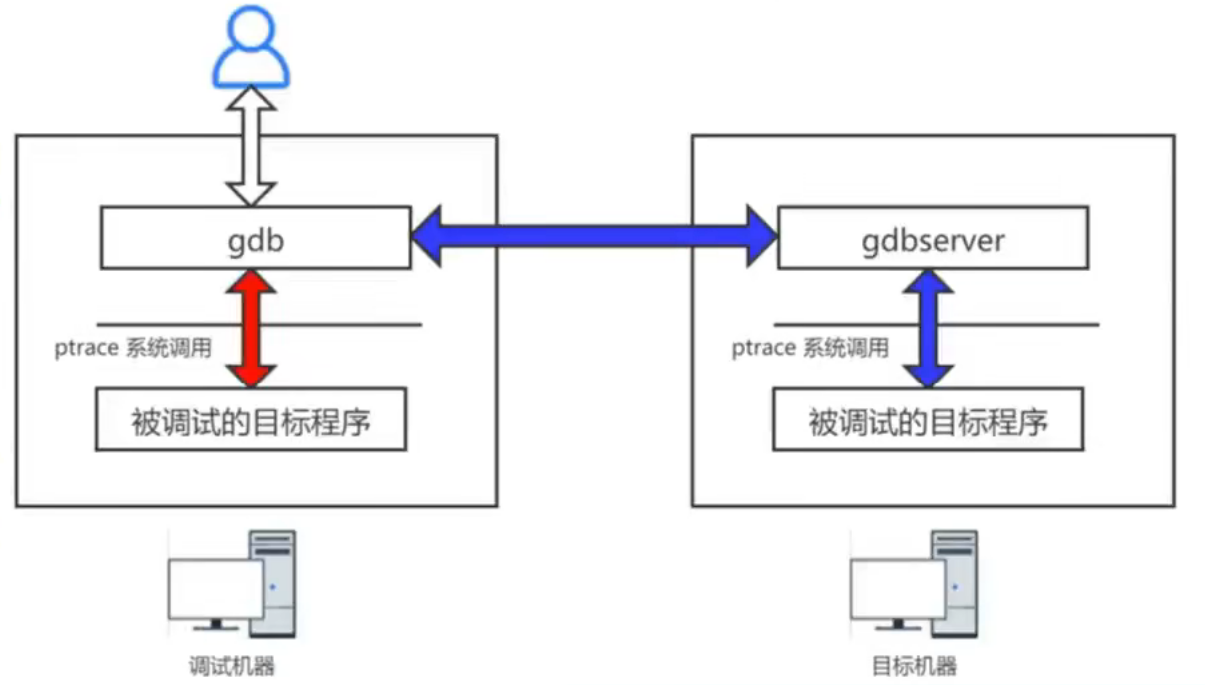 gdb
gdbserver
ptrace 系统调用
ptrace 系统调用
被调试的目标程序
被调试的目标程序
调试机器
目标机器